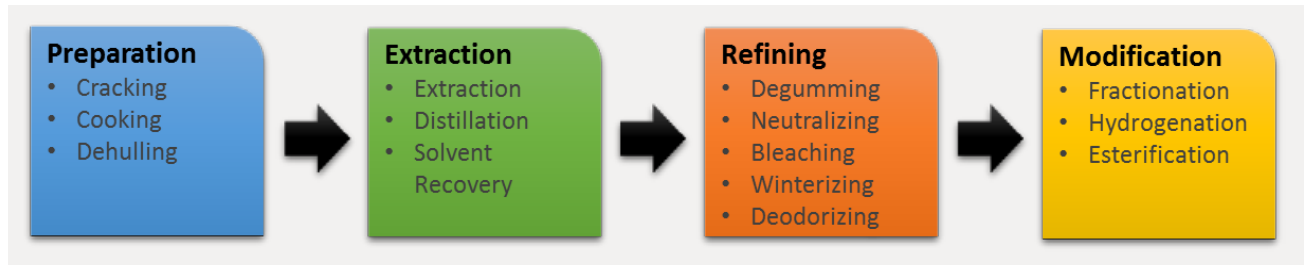 Preparation
• Cracking
• Cooking
• Dehulling
Extraction
• Extraction
• Distillation
• Solvent
Recovery
Refining
• Degumming
• Neutralizing
• Bleaching
• Winterizing
• Deodorizing
Modification
• Fractionation
• Hydrogenation
• Esterification